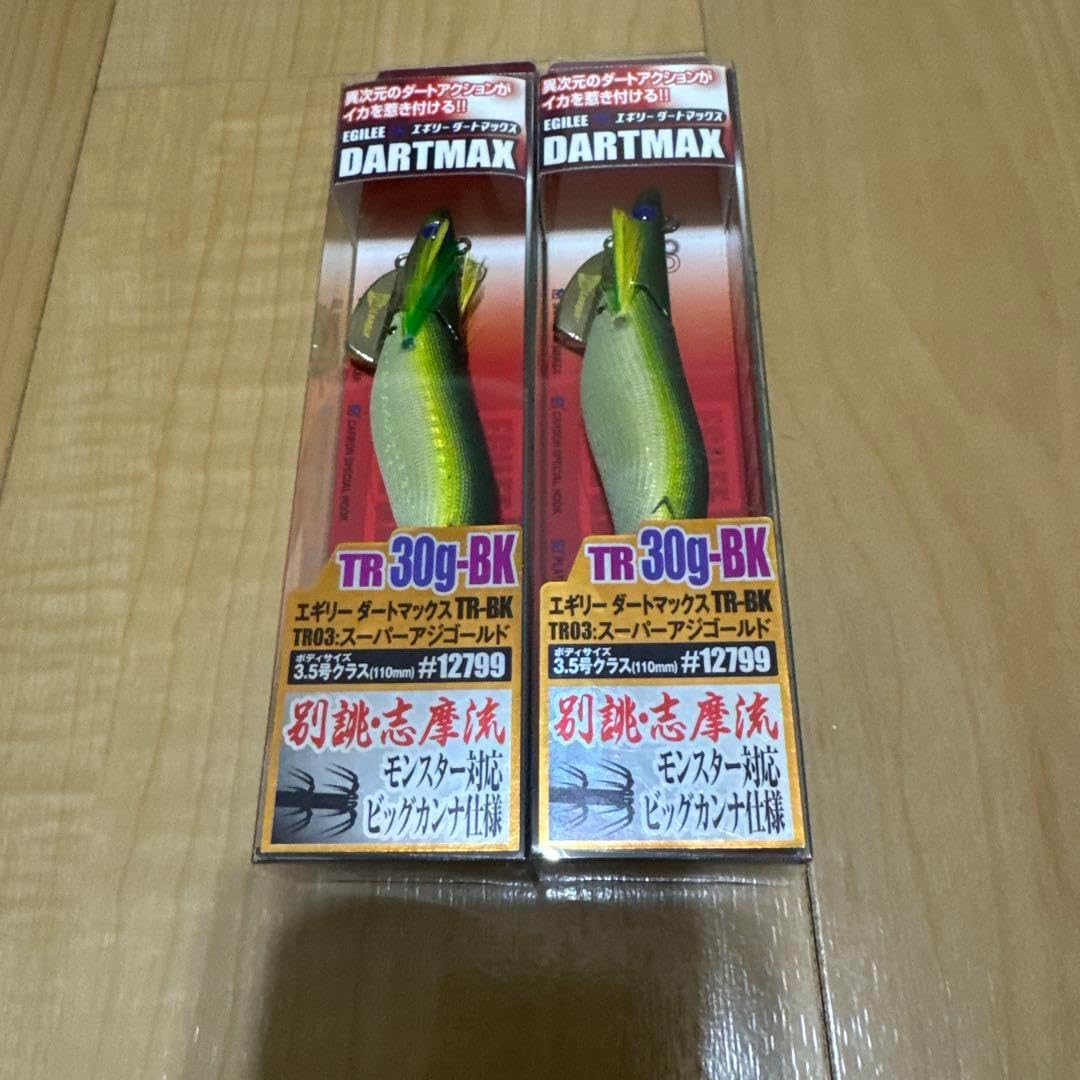 異次元のダートアクションが
イカを惹き付ける!!
EGILEE エギリー ダートマックス
DARTMAX
CARBON SPECIAL HOOK
TR 30g-BK
エギリー ダートマックス TR-BK
TR03:スーパーアジゴールド
ボディサイズ
3.5号クラス(110mm) #12799
別誂・志摩流
モンスター対応
ビッグカンナ仕様
異次元のダートアクションが
イカを惹き付ける!!
EGILEE エギリー ダートマックス
DARTMAX
CARBON SPECIAL HOOK
TR 30g-BK
エギリー ダートマックス TR-BK
TR03:スーパーアジゴールド
ボディサイズ
3.5号クラス(110mm) #12799
別誂・志摩流
モンスター対応
ビッグカンナ仕様